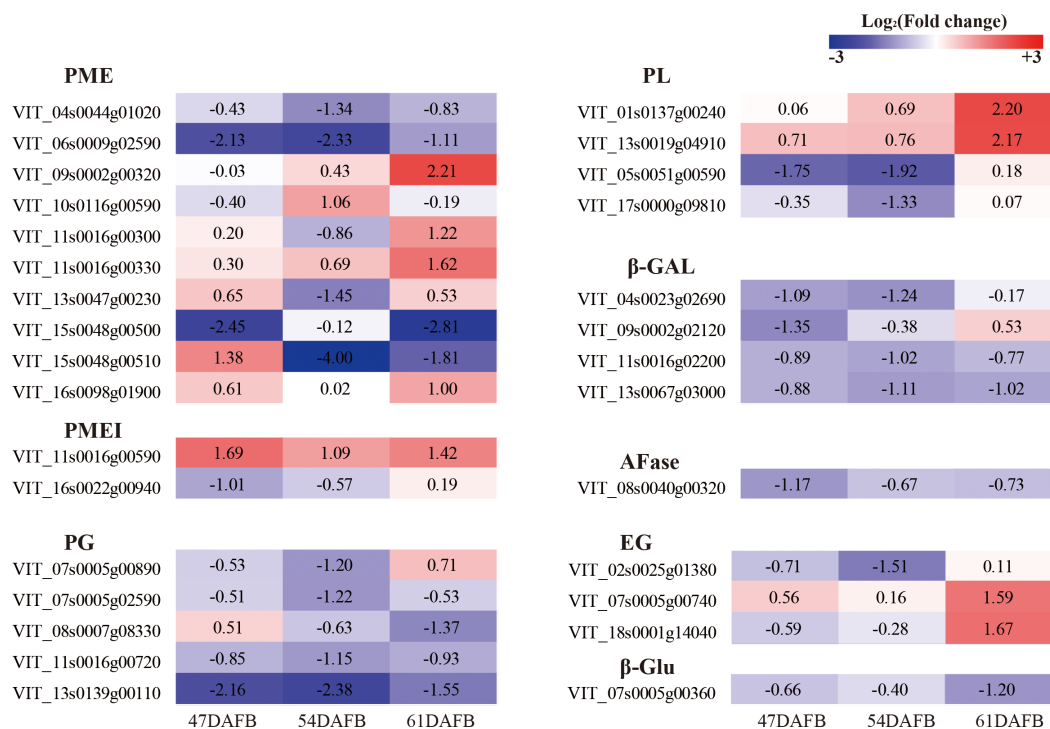 Log₂(Fold change)
-3 +3
PME
VIT_04s0044g01020 -0.43 -1.34 -0.83
VIT_06s0009g02590 -2.13 -2.33 -1.11
VIT_09s0002g00320 -0.03 0.43 2.21
VIT_10s0116g00590 -0.40 1.06 -0.19
VIT_11s0016g00300 0.20 -0.86 1.22
VIT_11s0016g00330 0.30 0.69 1.62
VIT_13s0047g00230 0.65 -1.45 0.53
VIT_15s0048g00500 -2.45 -0.12 -2.81
VIT_15s0048g00510 1.38 -4.00 -1.81
VIT_16s0098g01900 0.61 0.02 1.00
PMEI
VIT_11s0016g00590 1.69 1.09 1.42
VIT_16s0022g00940 -1.01 -0.57 0.19
PG
VIT_07s0005g00890 -0.53 -1.20 0.71
VIT_07s0005g02590 -0.51 -1.22 -0.53
VIT_08s0007g08330 0.51 -0.63 -1.37
VIT_11s0016g00720 -0.85 -1.15 -0.93
VIT_13s0139g00110 -2.16 -2.38 -1.55
47DAFB 54DAFB 61DAFB
PL
VIT_01s0137g00240 0.06 0.69 2.20
VIT_13s0019g04910 0.71 0.76 2.17
VIT_05s0051g00590 -1.75 -1.92 0.18
VIT_17s0000g09810 -0.35 -1.33 0.07
β-GAL
VIT_04s0023g02690 -1.09 -1.24 -0.17
VIT_09s0002g02120 -1.35 -0.38 0.53
VIT_11s0016g02200 -0.89 -1.02 -0.77
VIT_13s0067g03000 -0.88 -1.11 -1.02
AFase
VIT_08s0040g00320 -1.17 -0.67 -0.73
EG
VIT_02s0025g01380 -0.71 -1.51 0.11
VIT_07s0005g00740 0.56 0.16 1.59
VIT_18s0001g14040 -0.59 -0.28 1.67
β-Glu
VIT_07s0005g00360 -0.66 -0.40 -1.20
47DAFB 54DAFB 61DAFB